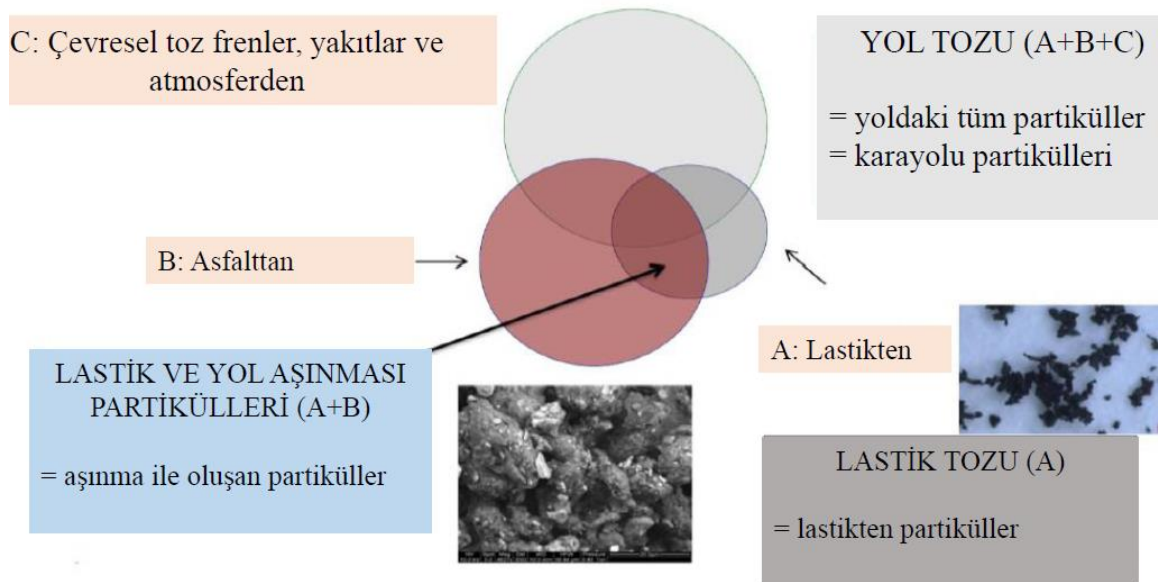 C: Çevresel toz frenler, yakıtlar ve
atmosferden
YOL TOZU (A+B+C)
= yoldaki tüm partiküller
= karayolu partikülleri
B: Asfalttan
A: Lastikten
LASTİK VE YOL AŞINMASI
PARTİKÜLLERİ (A+B)
= aşınma ile oluşan partiküller
LASTİK TOZU (A)
= lastikten partiküller